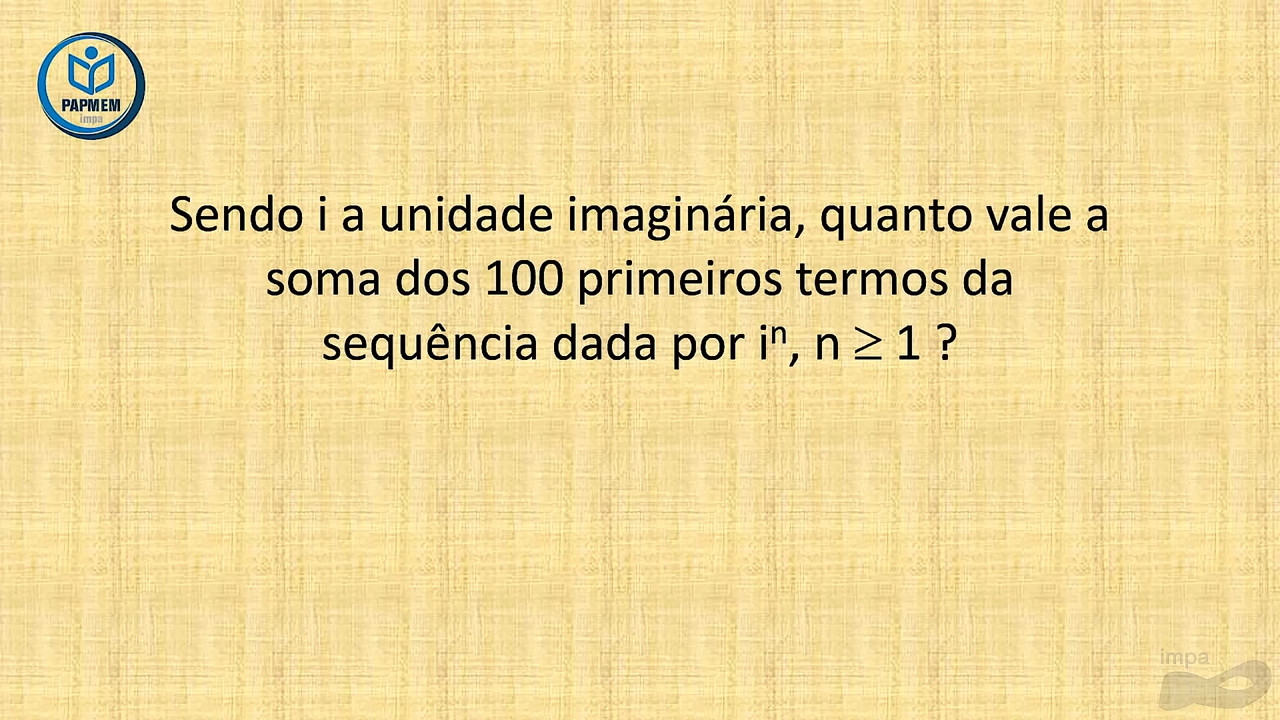 PAPMEM
impa
Sendo i a unidade imaginária, quanto vale a
soma dos 100 primeiros termos da
sequência dada por iⁿ, n ≥ 1 ?
impa